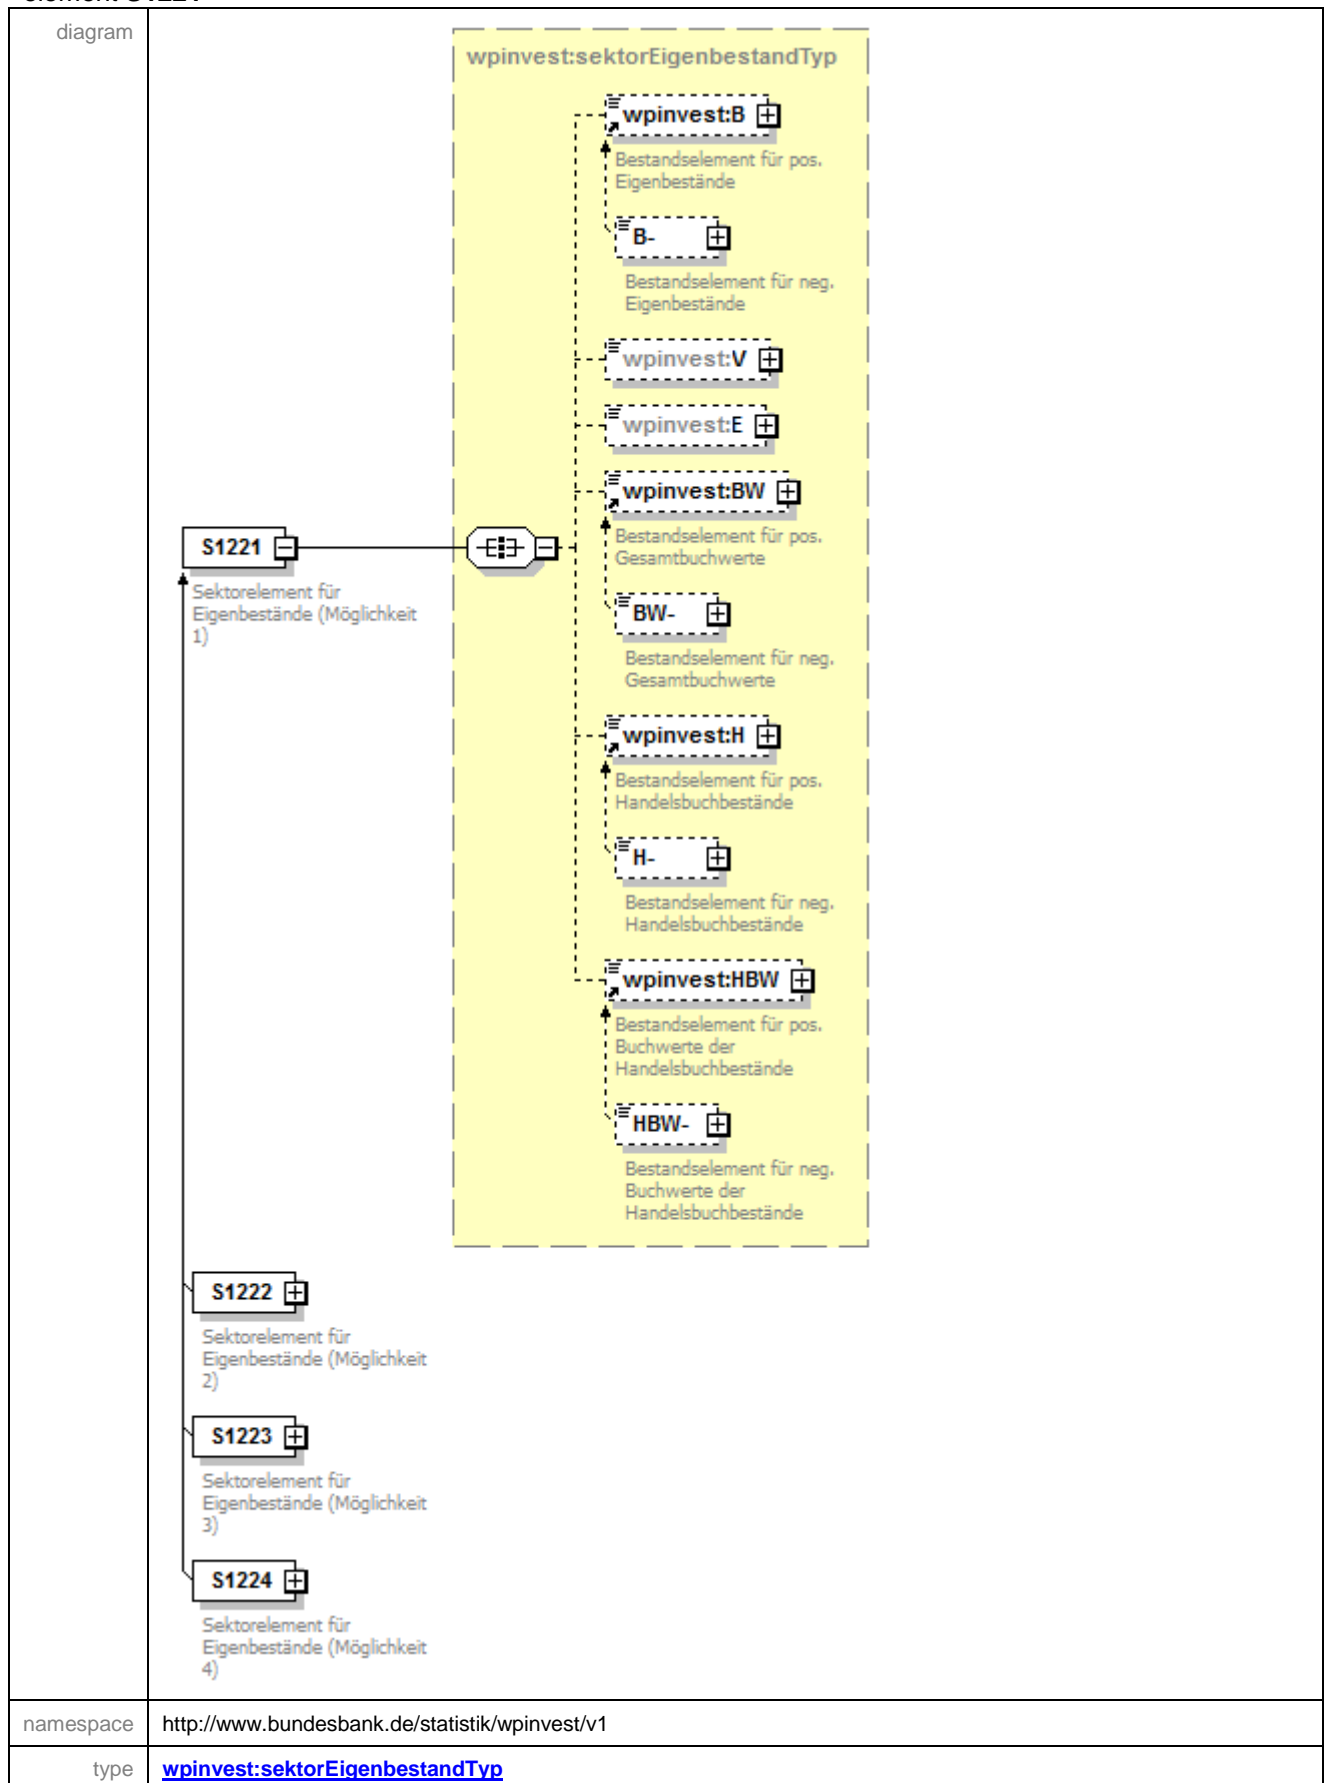 element S1221
diagram
wpinvest:sektorEigenbestandTyp
wpinvest:B
Bestandselement für pos.
Eigenbestände
B-
Bestandselement für neg.
Eigenbestände
wpinvest:V
wpinvest:E
wpinvest:BW
Bestandselement für pos.
Gesamtbuchwerte
S1221
Sektorelement für
Eigenbestände (Möglichkeit
1)
BW-
Bestandselement für neg.
Gesamtbuchwerte
wpinvest:H
Bestandselement für pos.
Handelsbuchbestände
H-
Bestandselement für neg.
Handelsbuchbestände
wpinvest:HBW
Bestandselement für pos.
Buchwerte der
Handelsbuchbestände
HBW-
Bestandselement für neg.
Buchwerte der
Handelsbuchbestände
S1222
Sektorelement für
Eigenbestände (Möglichkeit
2)
S1223
Sektorelement für
Eigenbestände (Möglichkeit
3)
S1224
Sektorelement für
Eigenbestände (Möglichkeit
4)
namespace http://www.bundesbank.de/statistik/wpinvest/v1
type wpinvest:sektorEigenbestandTyp